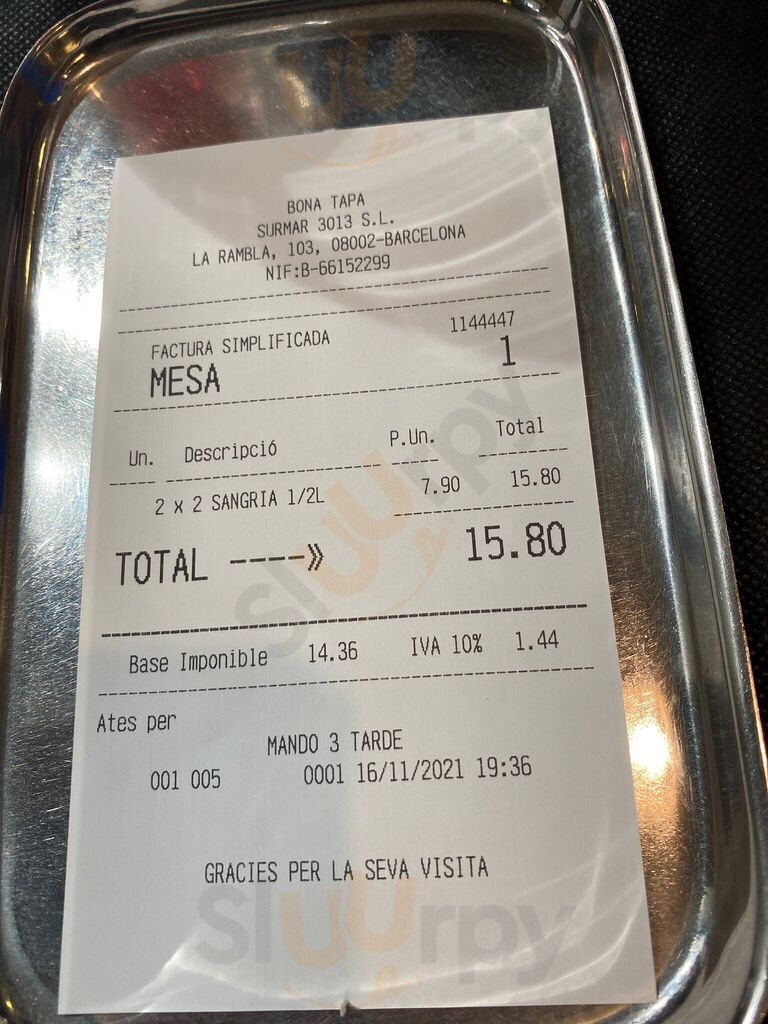 BONA TAPA
SURMAR 3013 S.L.
LA RAMBLA, 103, 08002-BARCELONA
NIF:B-66152299
FACTURA SIMPLIFICADA 1144447
MESA 1
Un. Descripció P.Un. Total
2 x 2 SANGRIA 1/2L 7.90 15.80
TOTAL ----» 15.80
Base Imponible 14.36 IVA 10% 1.44
Ates per
MANDO 3 TARDE
001 005 0001 16/11/2021 19:36
GRACIES PER LA SEVA VISITA
Sluurpy
Sluurpy